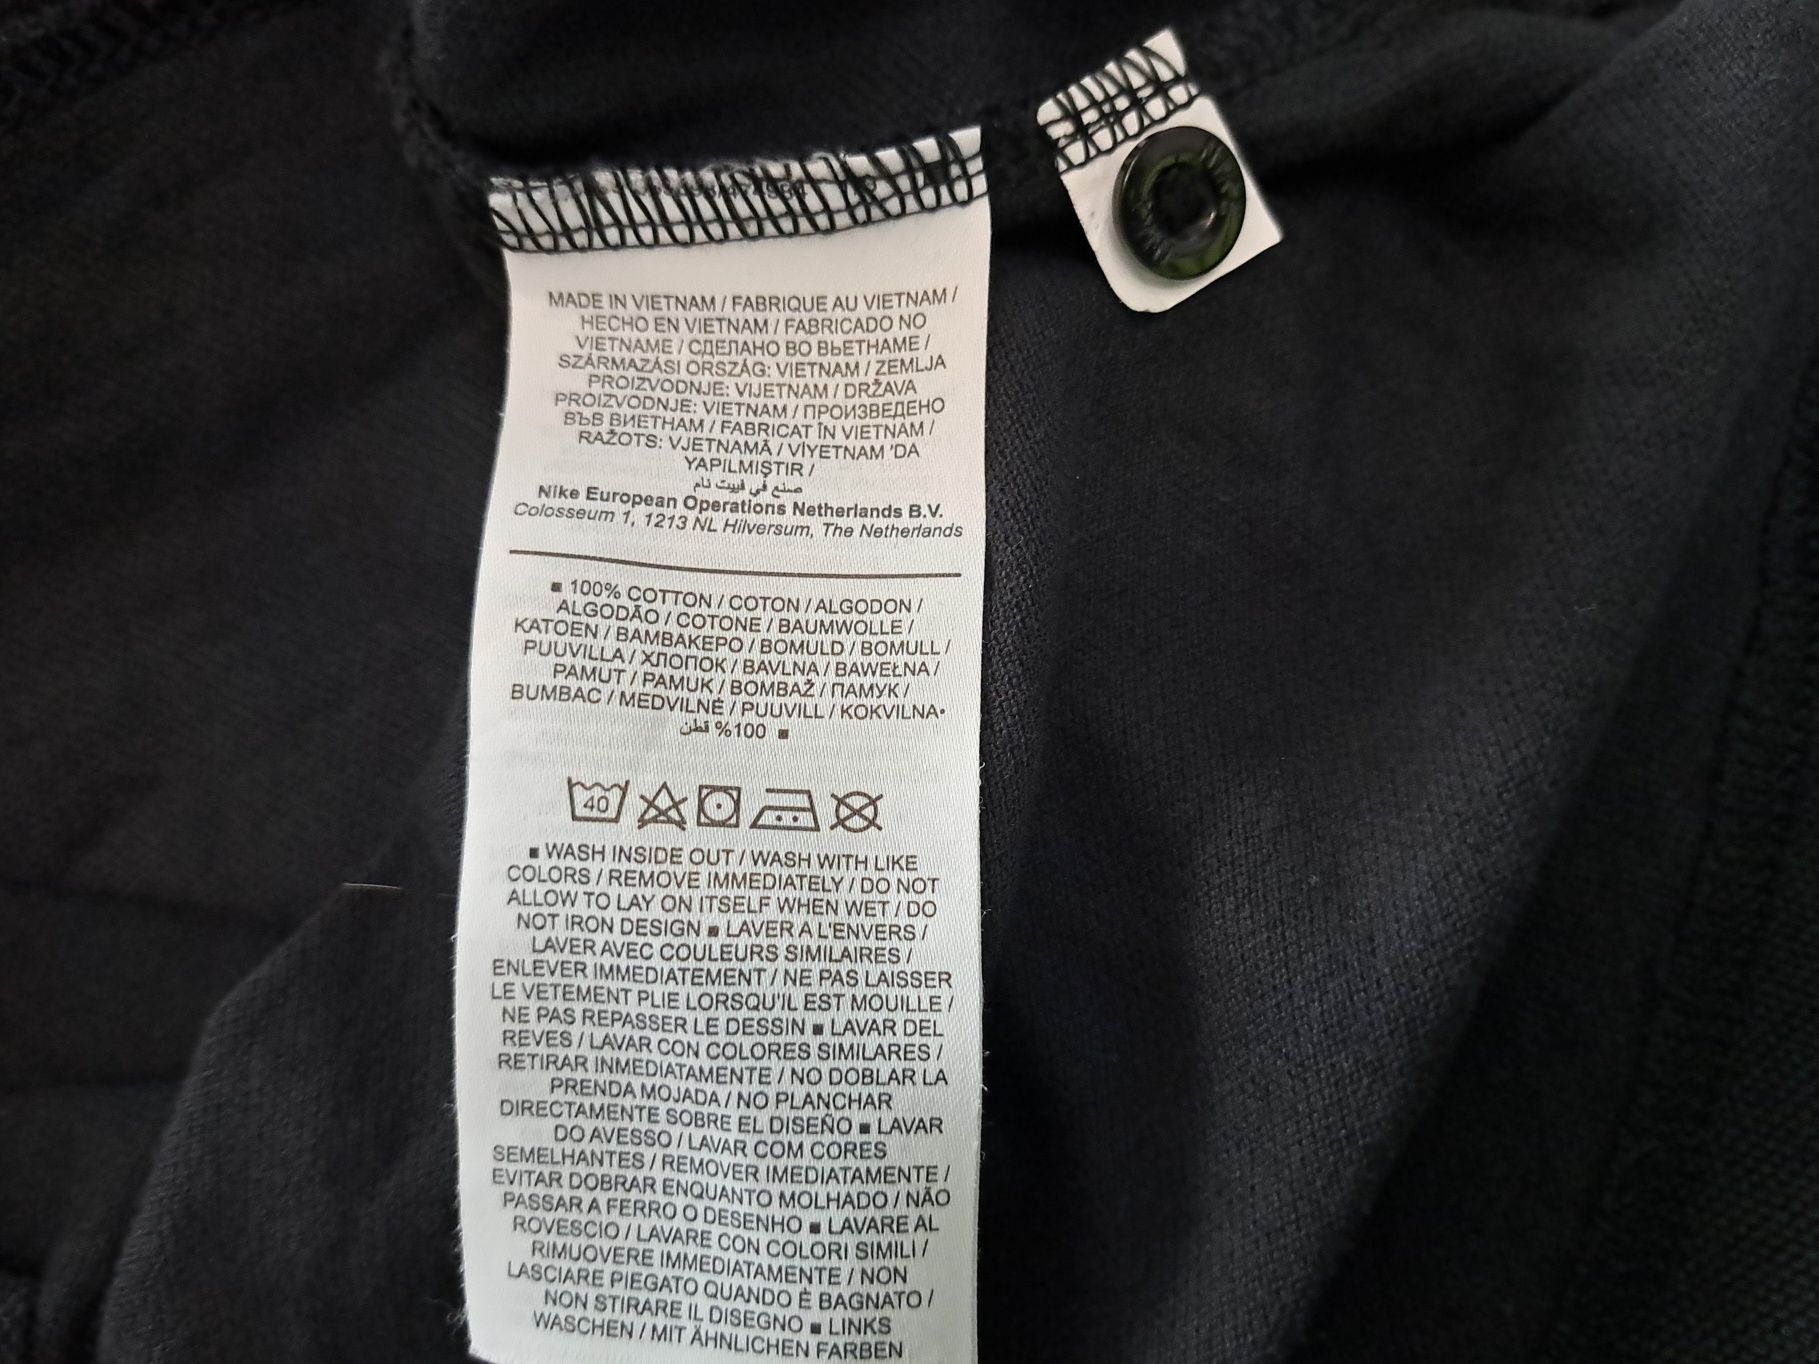 MADE IN VIETNAM / FABRIQUE AU VIETNAM /
HECHO EN VIETNAM / FABRICADO NO
VIETNAME / СДЕЛАНО ВО ВЬЕТНАМЕ /
SZÁRMAZÁSI ORSZÁG: VIETNAM / ZEMLJA
PROIZVODNJE: VIJETNAM / DRŽAVA
PROIZVODNJE: VIETNAM / ПРОИЗВЕДЕНО
ВЪВ ВИЕТНАМ / FABRICAT ÎN VIETNAM /
RAŽOTS: VJETNAMĀ / VİYETNAM 'DA
YAPILMIŞTIR /
صنع في فييت نام
Nike European Operations Netherlands B.V.
Colosseum 1, 1213 NL Hilversum, The Netherlands
■ 100% COTTON / COTON / ALGODON /
ALGODÃO / COTONE / BAUMWOLLE /
KATOEN / ΒΑΜΒΑΚΕΡΟ / BOMULD / BOMULL /
PUUVILLA / ХЛОПОК / BAVLNA / BAWEŁNA /
PAMUT / PAMUK / BOMBAŽ / ПАМУК /
BUMBAC / MEDVILNĖ / PUUVILL / KOKVILNA•
■ 100% قطن
40
■ WASH INSIDE OUT / WASH WITH LIKE
COLORS / REMOVE IMMEDIATELY / DO NOT
ALLOW TO LAY ON ITSELF WHEN WET / DO
NOT IRON DESIGN ■ LAVER A L'ENVERS /
LAVER AVEC COULEURS SIMILAIRES /
ENLEVER IMMEDIATEMENT / NE PAS LAISSER
LE VETEMENT PLIE LORSQU'IL EST MOUILLE /
NE PAS REPASSER LE DESSIN ■ LAVAR DEL
REVES / LAVAR CON COLORES SIMILARES /
RETIRAR INMEDIATAMENTE / NO DOBLAR LA
PRENDA MOJADA / NO PLANCHAR
DIRECTAMENTE SOBRE EL DISEÑO ■ LAVAR
DO AVESSO / LAVAR COM CORES
SEMELHANTES / REMOVER IMEDIATAMENTE /
EVITAR DOBRAR ENQUANTO MOLHADO / NÃO
PASSAR A FERRO O DESENHO ■ LAVARE AL
ROVESCIO / LAVARE CON COLORI SIMILI /
RIMUOVERE IMMEDIATAMENTE / NON
LASCIARE PIEGATO QUANDO È BAGNATO /
NON STIRARE IL DISEGNO ■ LINKS
WASCHEN / MIT ÄHNLICHEN FARBEN